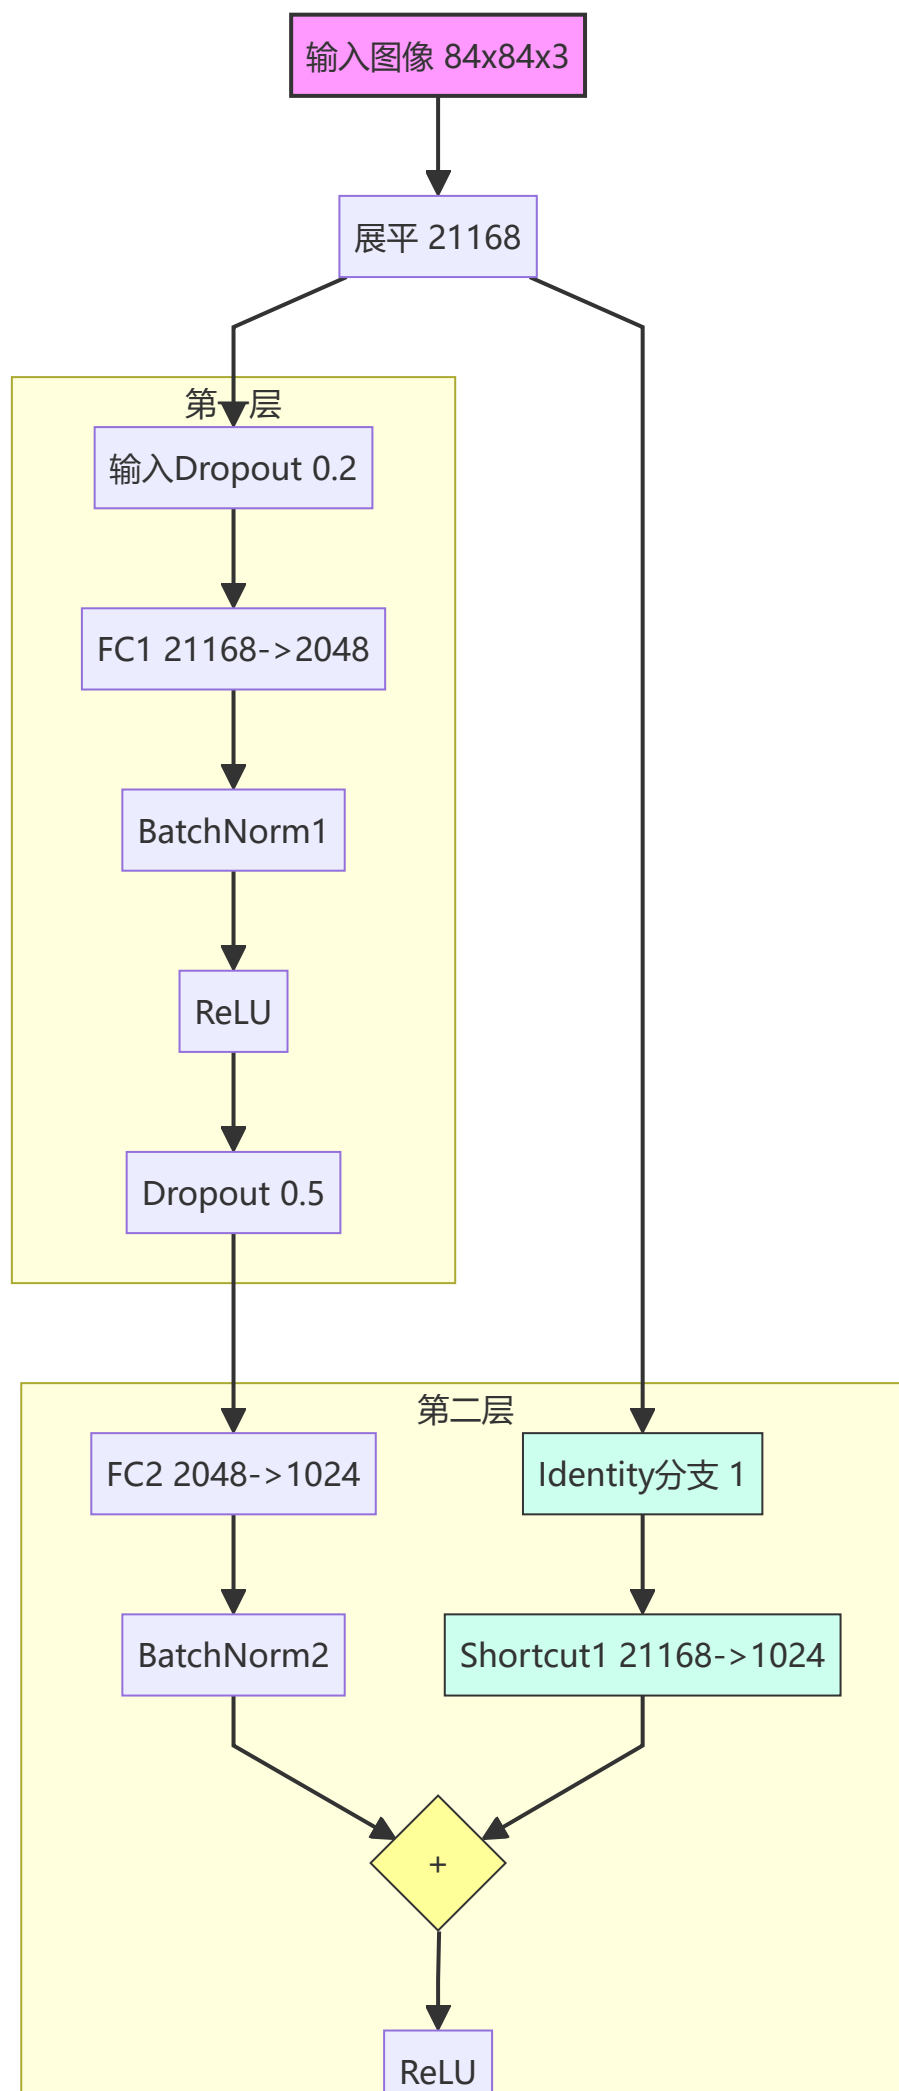 输入图像 84x84x3
展平 21168
第一层
输入Dropout 0.2
FC1 21168->2048
BatchNorm1
ReLU
Dropout 0.5
第二层
FC2 2048->1024
Identity分支 1
BatchNorm2
Shortcut1 21168->1024
+
ReLU